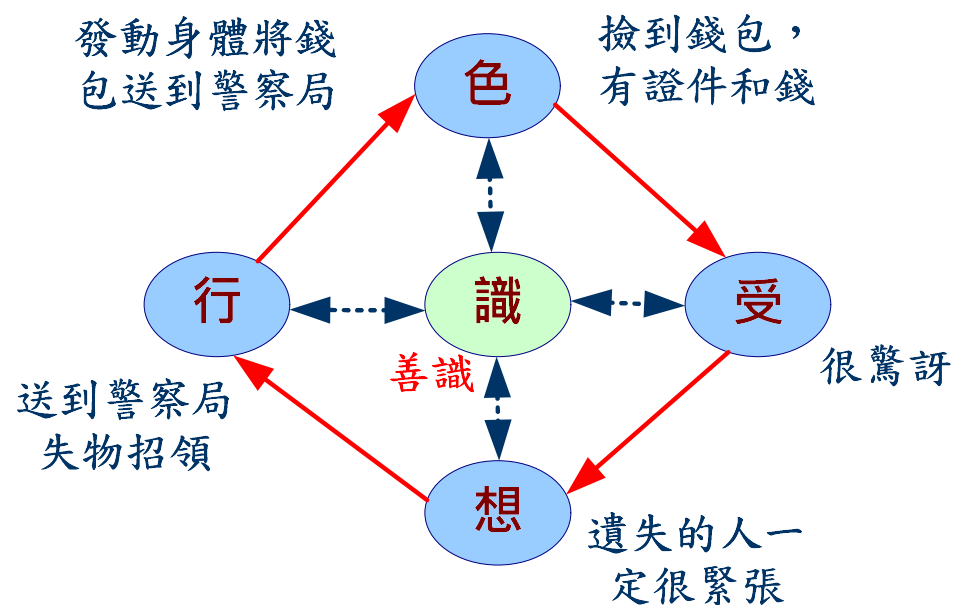 發動身體將錢
包送到警察局
色
撿到錢包，
有證件和錢
行
識
受
善識
很驚訝
送到警察局
失物招領
想
遺失的人一
定很緊張